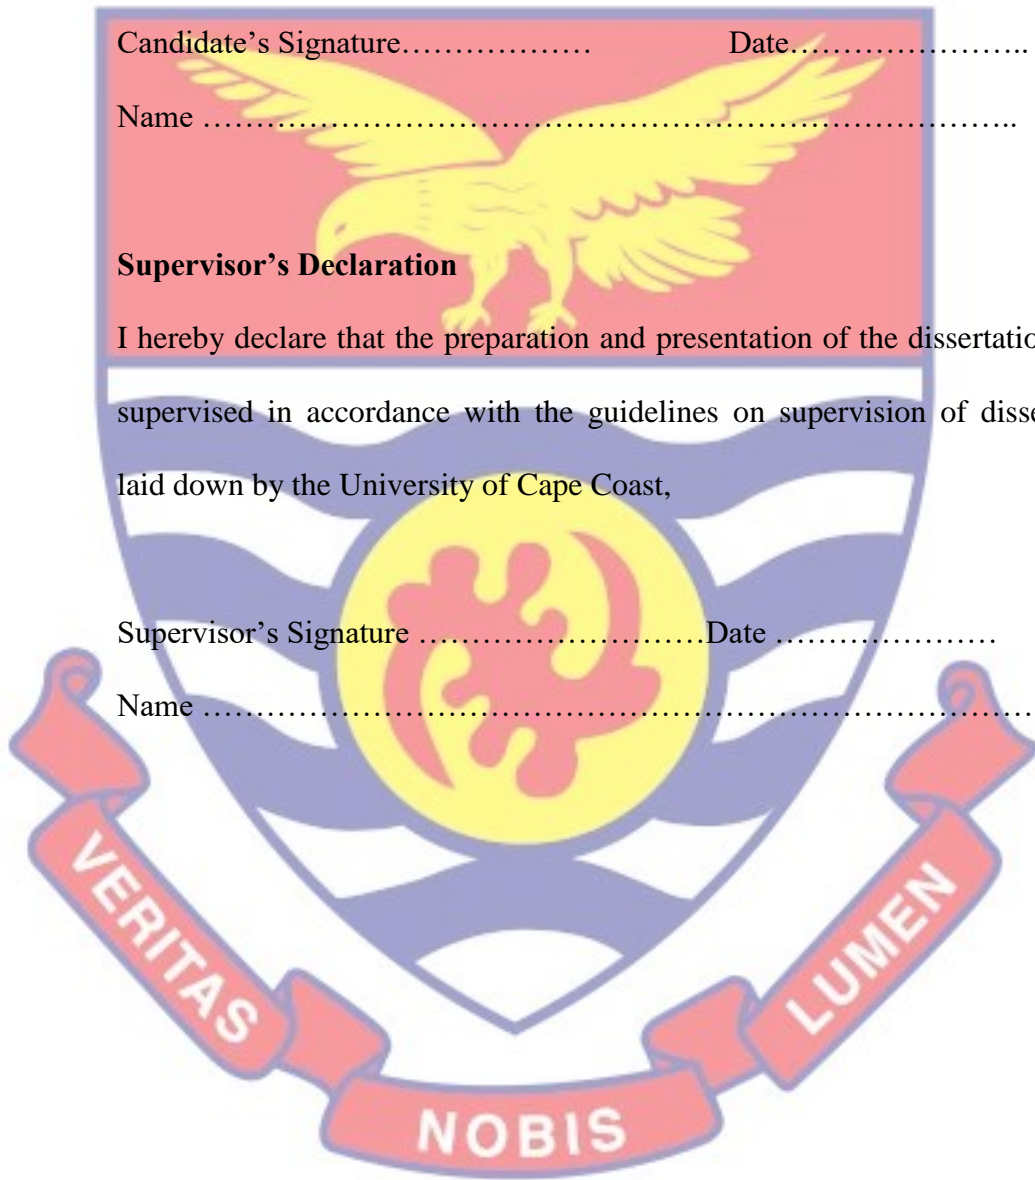 Candidate’s Signature……………… Date…………………..
Name …………………………………………………………………..
Supervisor’s Declaration
I hereby declare that the preparation and presentation of the
supervised in accordance with the guidelines on supervision of
laid down by the University of Cape Coast,
Supervisor’s Signature ………………………Date …………………
Name ……………………………………………………………………
VERITAS
NOBIS
LUMEN